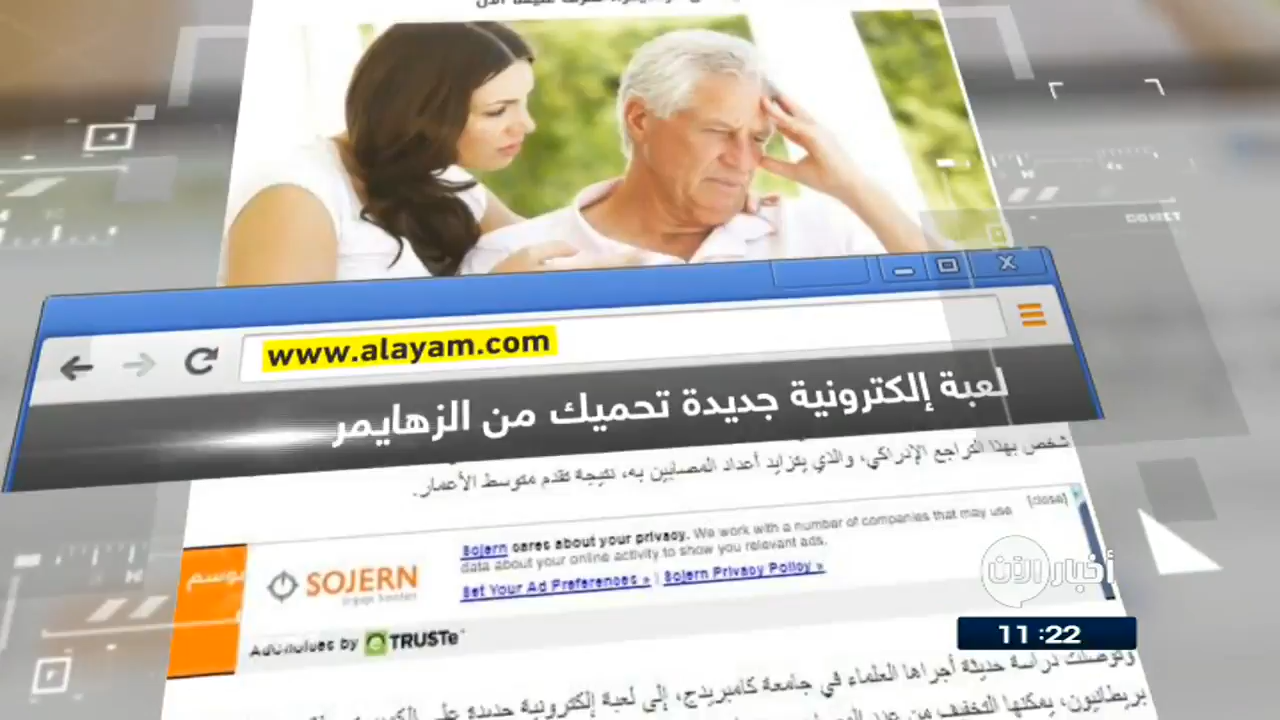 www.alayam.com
لعبة إلكترونية جديدة تحميك من الزهايمر
شخص بهذا التراجع الإدراكي، والذي يتزايد أعداد المصابين به، نتيجة تقدم متوسط الأعمار.
[close]
Sojern cares about your privacy. We work with a number of companies that may use
data about your online activity to show you relevant ads.
Set Your Ad Preferences » | Sojern Privacy Policy »
SOJERN
موسم
by TRUSTe
أخبار الآن
11:22
وتوصلت دراسة حديثة أجراها العلماء في جامعة كامبريدج، إلى لعبة إلكترونية جديدة على
بريطانيون، يمكنها التخفيف من